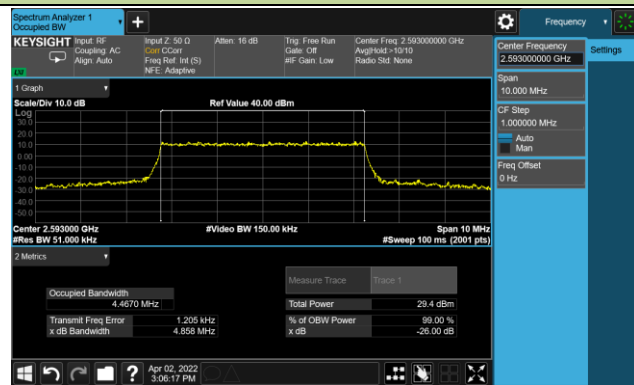 Spectrum Analyzer 1
Occupied BW
Frequency
KEYSIGHT
Input: RF
Coupling: AC
Align: Auto
Input Z: 50 Ω
Corr CCorr
Freq Ref: Int (S)
NFE: Adaptive
Atten: 16 dB
Trig: Free Run
Gate: Off
#IF Gain: Low
Center Freq: 2.593000000 GHz
Avg|Hold:>10/10
Radio Std: None
Center Frequency
2.593000000 GHz
Settings
Span
10.000 MHz
CF Step
1.000000 MHz
Auto
Man
Freq Offset
0 Hz
1 Graph
Scale/Div 10.0 dB
Ref Value 40.00 dBm
Log
30.0
20.0
10.0
0.00
-10.0
-20.0
-30.0
-40.0
-50.0
Center 2.593000 GHz
#Video BW 150.00 kHz
Span 10 MHz
#Res BW 51.000 kHz
#Sweep 100 ms (2001 pts)
2 Metrics
Measure Trace
Trace 1
Occupied Bandwidth
4.4670 MHz
Total Power
29.4 dBm
Transmit Freq Error
1.205 kHz
% of OBW Power
99.00 %
x dB Bandwidth
4.858 MHz
x dB
-26.00 dB
Apr 02, 2022
3:06:17 PM